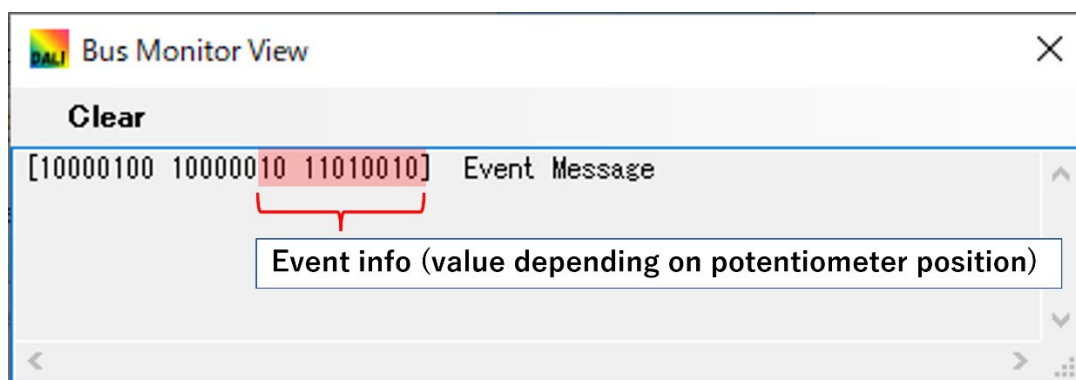 DALI Bus Monitor View
Clear
[10000100 10000010 11010010] Event Message
Event info (value depending on potentiometer position)